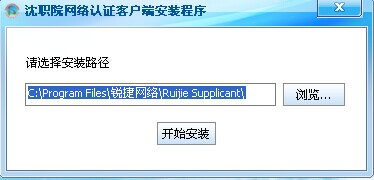 沈职院网络认证客户端安装程序
请选择安装路径
C:\Program Files\锐捷网络\Ruijie Supplicant\
浏览...
开始安装